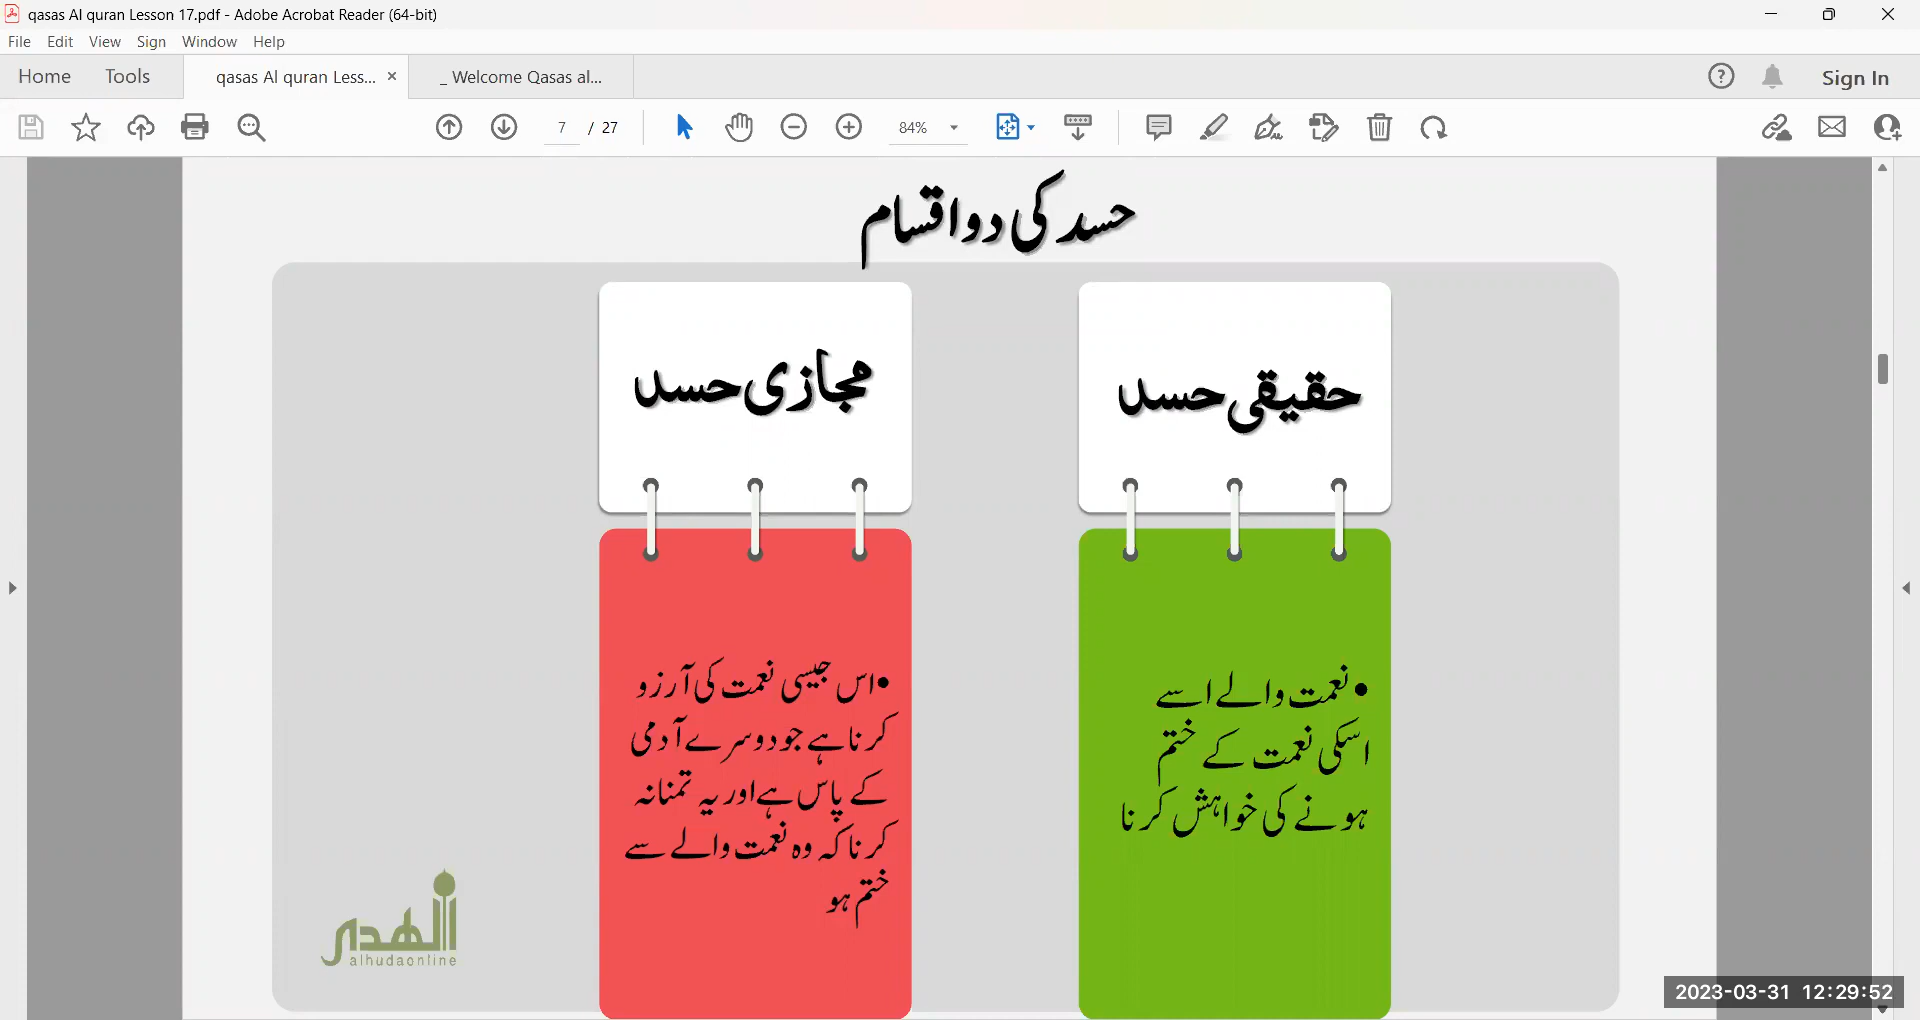 qasas Al quran Lesson 17.pdf - Adobe Acrobat Reader (64-bit)
File Edit View Sign Window Help
Home Tools qasas Al quran Less... × _ Welcome Qasas al... Sign In
7 / 27 84%
حسد کی دو اقسام
حقیقی حسد
•نعمت والے اسے
اسکی نعمت کے ختم
ہونے کی خواہش کرنا
مجازی حسد
•اس جیسی نعمت کی آرزو
کرنا ہے جو دوسرے آدمی
کے پاس ہے اور یہ تمنا نہ
کرنا کہ وہ نعمت والے سے
ختم ہو
الهدى
alhudaonline
2023-03-31 12:29:52